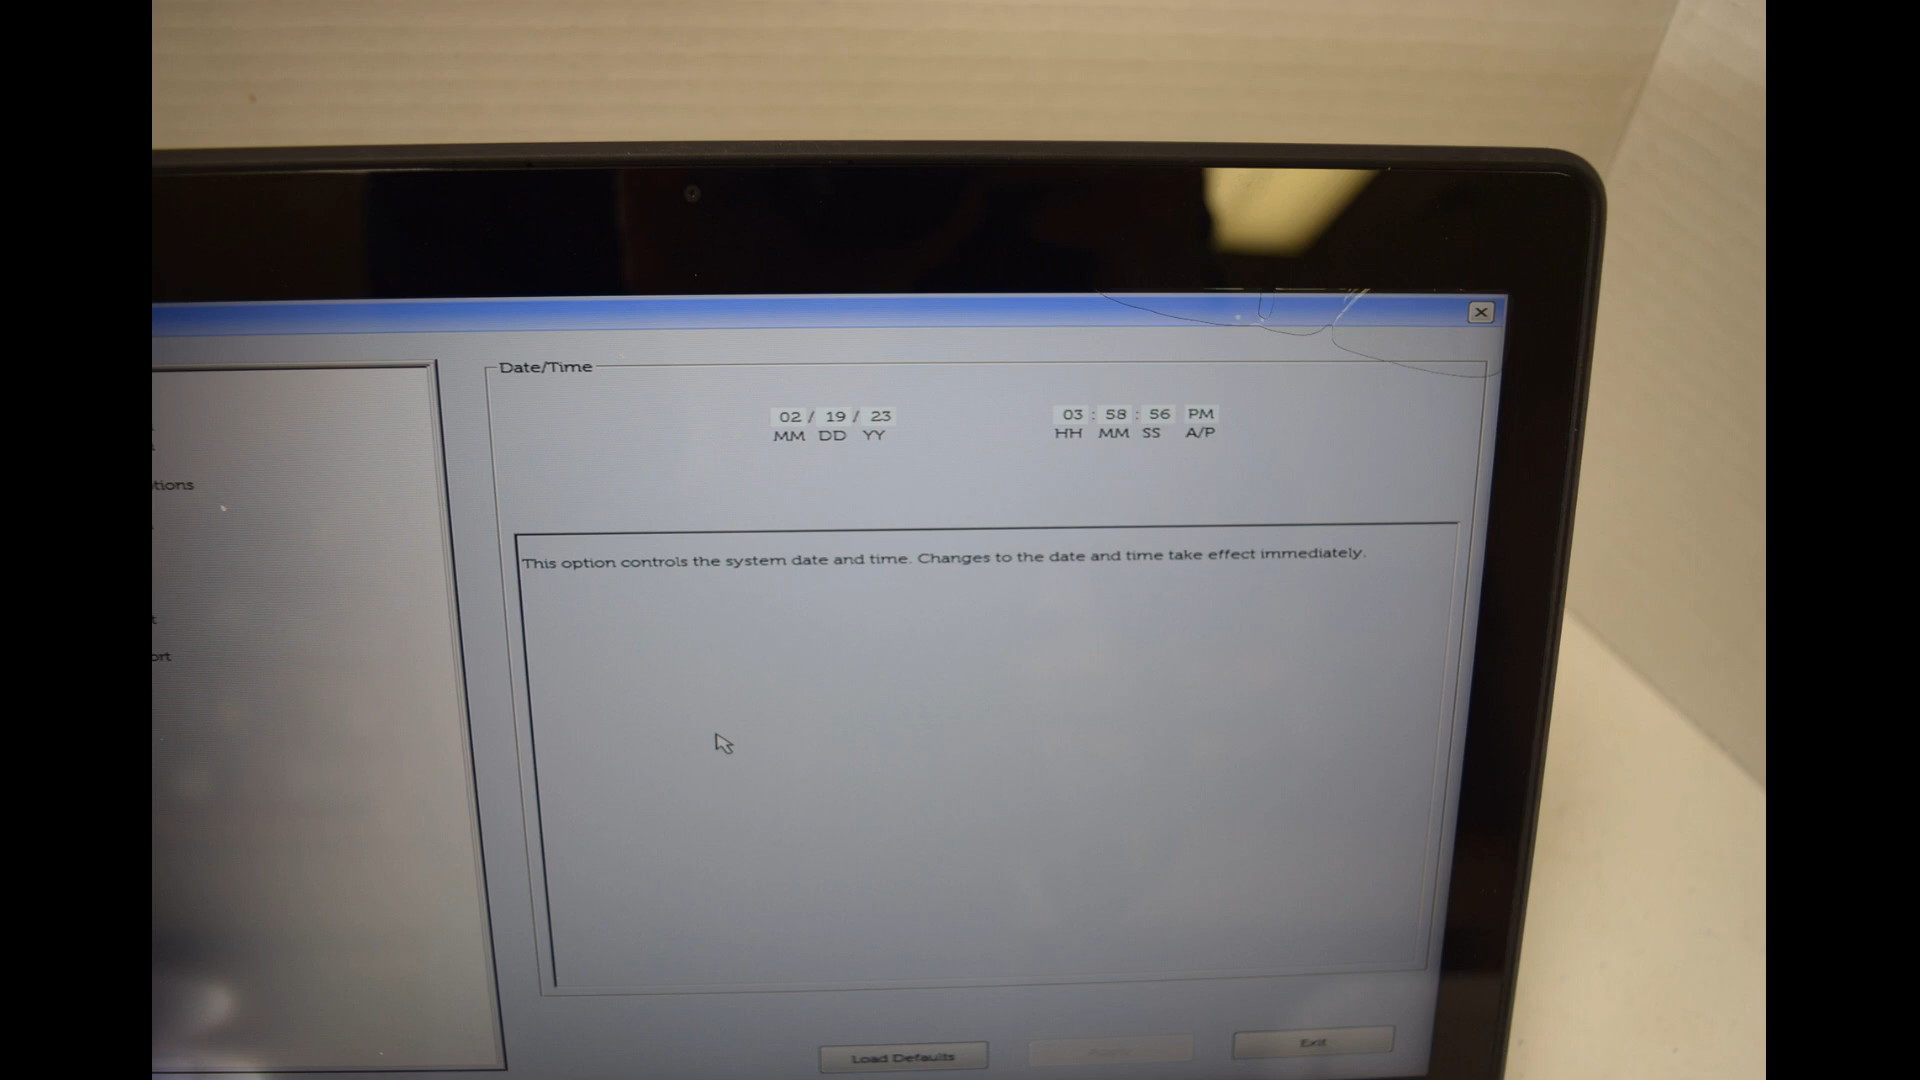 Date/Time
02 / 19 / 23
MM DD YY
03 : 58 : 56 PM
HH MM SS A/P
tions
t
ort
This option controls the system date and time. Changes to the date and time take effect immediately.
Load Defaults
Exit